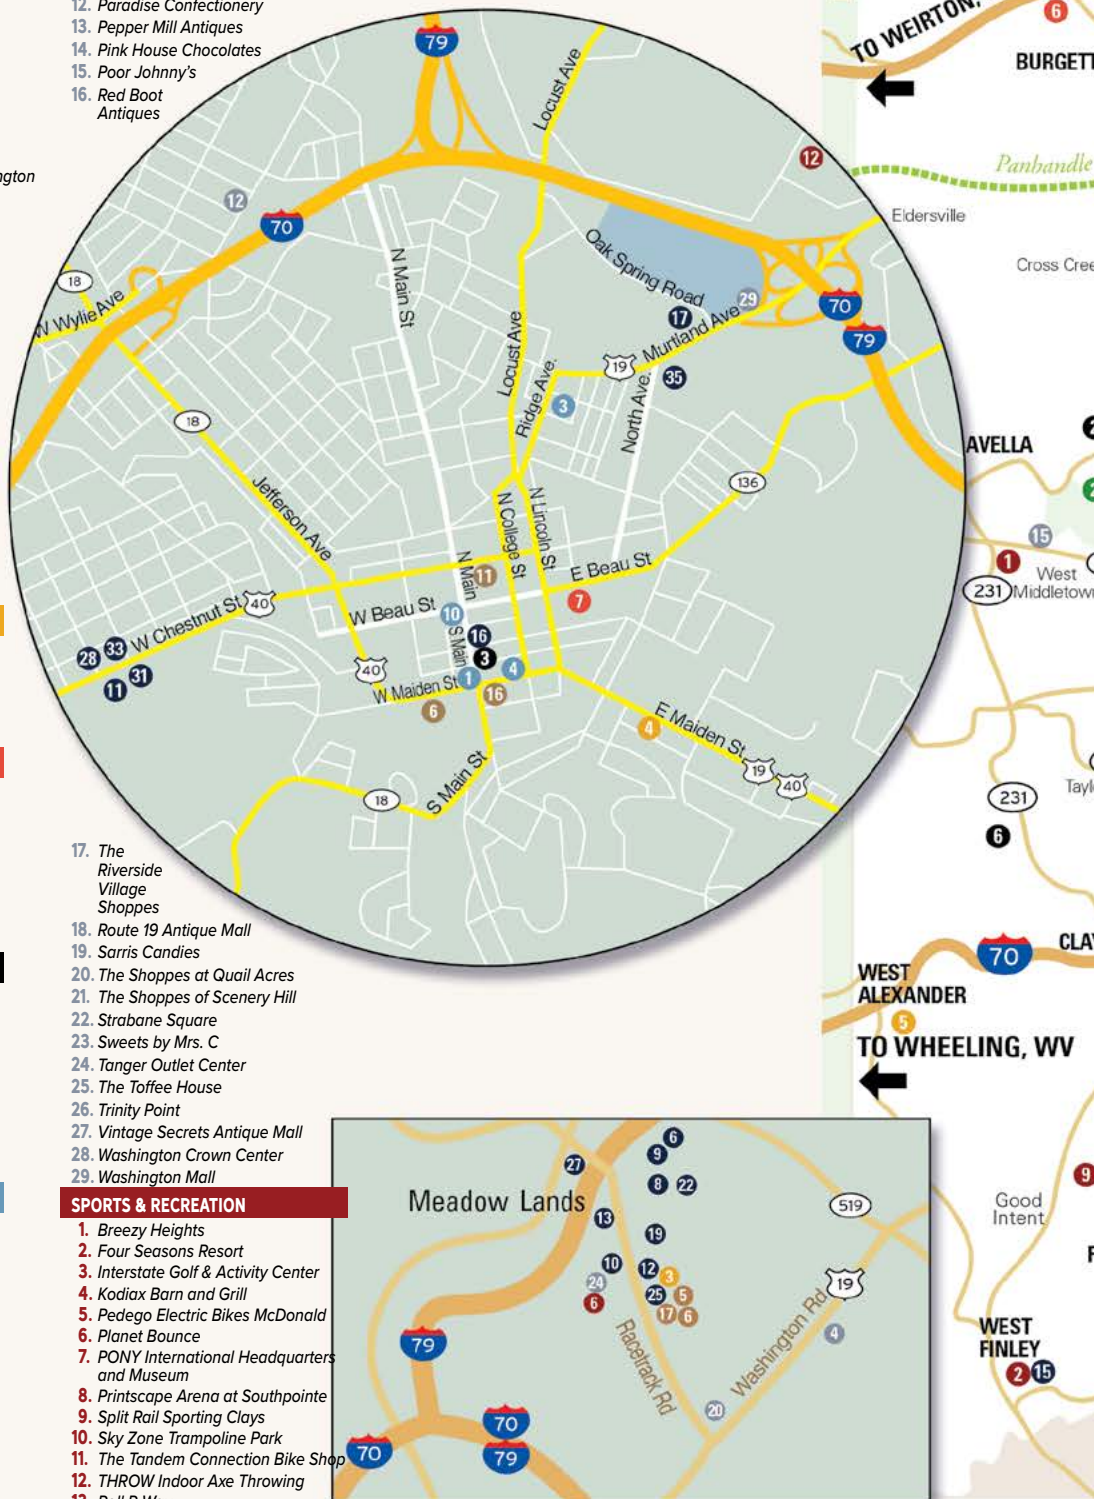 12. Paradise Confectionery
13. Pepper Mill Antiques
14. Pink House Chocolates
15. Poor Johnny's
16. Red Boot
Antiques
79
Locust Ave
12
12
70
18
W Wylie Ave
N Main St
Oak Spring Road
29
17
Murtland Ave
70
79
19
35
Locust Ave
Ridge Ave.
3
North Ave.
18
136
Jefferson Ave
N College St
N Lincoln St
N Main
11
E Beau St
7
W Chestnut St
40
W Beau St
10
S Main
16
3
4
1
28
33
11
31
40
W Maiden St
16
6
4
E Maiden St
19
40
18
S Main St
TO WEIRTON,
6
Panhandle
Eldersville
AVELLA
15
1
West
Middletown
231
231
6
70
WEST
ALEXANDER
5
TO WHEELING, WV
9
Good
Intent
WEST
FINLEY
2
15
17. The
Riverside
Village
Shoppes
18. Route 19 Antique Mall
19. Sarris Candies
20. The Shoppes at Quail Acres
21. The Shoppes of Scenery Hill
22. Strabane Square
23. Sweets by Mrs. C
24. Tanger Outlet Center
25. The Toffee House
26. Trinity Point
27. Vintage Secrets Antique Mall
28. Washington Crown Center
29. Washington Mall
SPORTS & RECREATION
1. Breezy Heights
2. Four Seasons Resort
3. Interstate Golf & Activity Center
4. Kodiax Barn and Grill
5. Pedego Electric Bikes McDonald
6. Planet Bounce
7. PONY International Headquarters
and Museum
8. Printscape Arena at Southpointe
9. Split Rail Sporting Clays
10. Sky Zone Trampoline Park
11. The Tandem Connection Bike Shop
12. THROW Indoor Axe Throwing
6
9
27
8
22
Meadow Lands
519
13
19
10
12
24
3
6
25
5
17
6
19
Racetrack Rd
Washington Rd
4
79
20
70
70
79